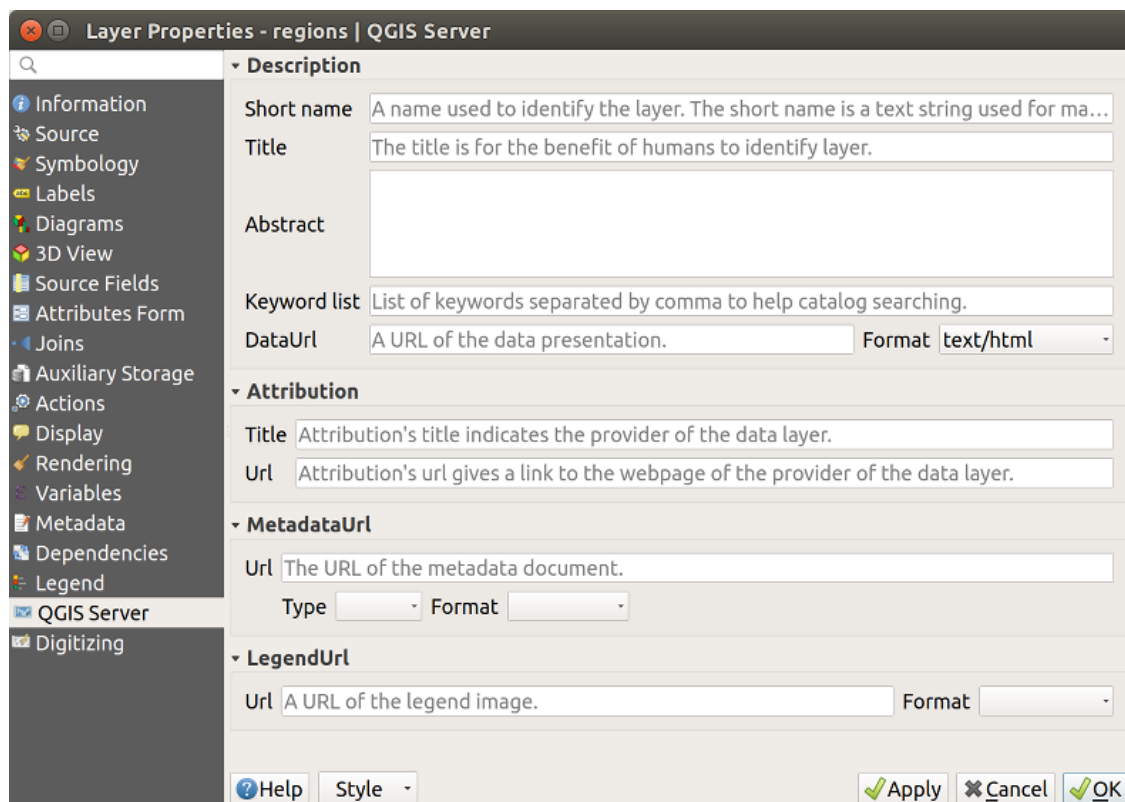 Layer Properties - regions | QGIS Server
Information
Source
Symbology
Labels
Diagrams
3D View
Source Fields
Attributes Form
Joins
Auxiliary Storage
Actions
Display
Rendering
Variables
Metadata
Dependencies
Legend
QGIS Server
Digitizing
Description
Short name A name used to identify the layer. The short name is a text string used for ma...
Title The title is for the benefit of humans to identify layer.
Abstract
Keyword list List of keywords separated by comma to help catalog searching.
DataUrl A URL of the data presentation. Format text/html
Attribution
Title Attribution's title indicates the provider of the data layer.
Url Attribution's url gives a link to the webpage of the provider of the data layer.
MetadataUrl
Url The URL of the metadata document.
Type Format
LegendUrl
Url A URL of the legend image. Format
Help Style Apply Cancel OK